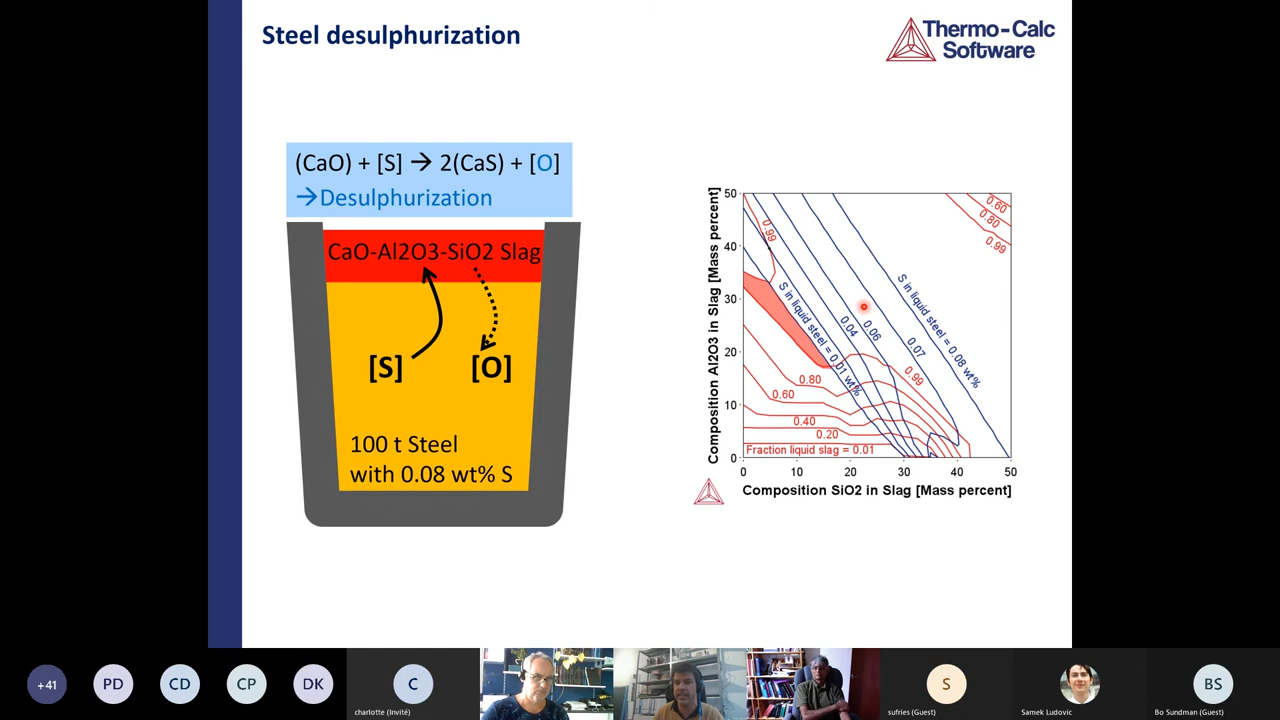 Steel desulphurization
Thermo-Calc
Software
(CaO) + [S] → 2(CaS) + [O]
→Desulphurization
CaO-Al2O3-SiO2 Slag
[S]
[O]
100 t Steel
with 0.08 wt% S
Composition Al2O3 in Slag [Mass percent]
50
40
30
20
10
0
0.99
0.60
0.80
0.99
S in liquid steel = 0.01 wt%
0.04
0.06
0.07
S in liquid steel = 0.08 wt%
0.99
0.80
0.60
0.40
0.20
Fraction liquid slag = 0.01
0 10 20 30 40 50
Composition SiO2 in Slag [Mass percent]
+41
PD
CD
CP
DK
C
charlotte (Invité)
S
sufries (Guest)
Samek Ludovic
BS
Bo Sundman (Guest)